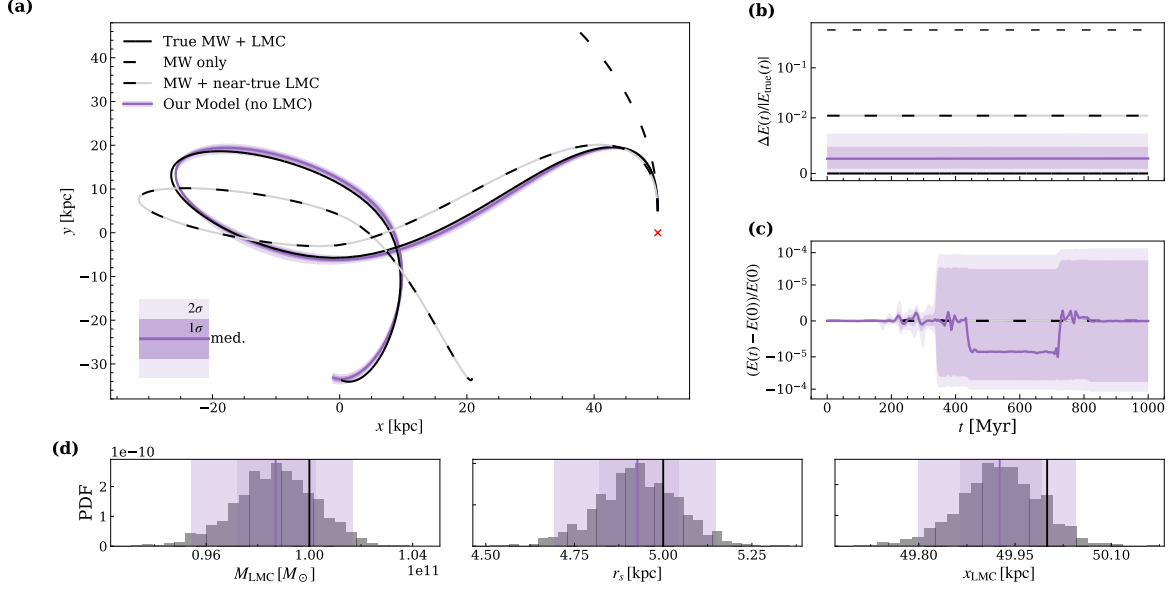 (a)
True MW + LMC
MW only
MW + near-true LMC
Our Model (no LMC)
2σ
1σ
med.
40
30
20
10
0
−10
−20
−30
y [kpc]
−20
0
20
40
x [kpc]
(b)
10⁻¹
10⁻²
0
ΔE(t)/|E_true(t)|
(c)
10⁻⁴
10⁻⁵
0
−10⁻⁵
−10⁻⁴
(E(t) − E(0))/E(0)
0
200
400
600
800
1000
t [Myr]
(d)
1e−10
2
1
0
PDF
0.96
1.00
1.04
1e11
M_LMC [M_⊙]
4.50
4.75
5.00
5.25
r_s [kpc]
49.80
49.95
50.10
x_LMC [kpc]